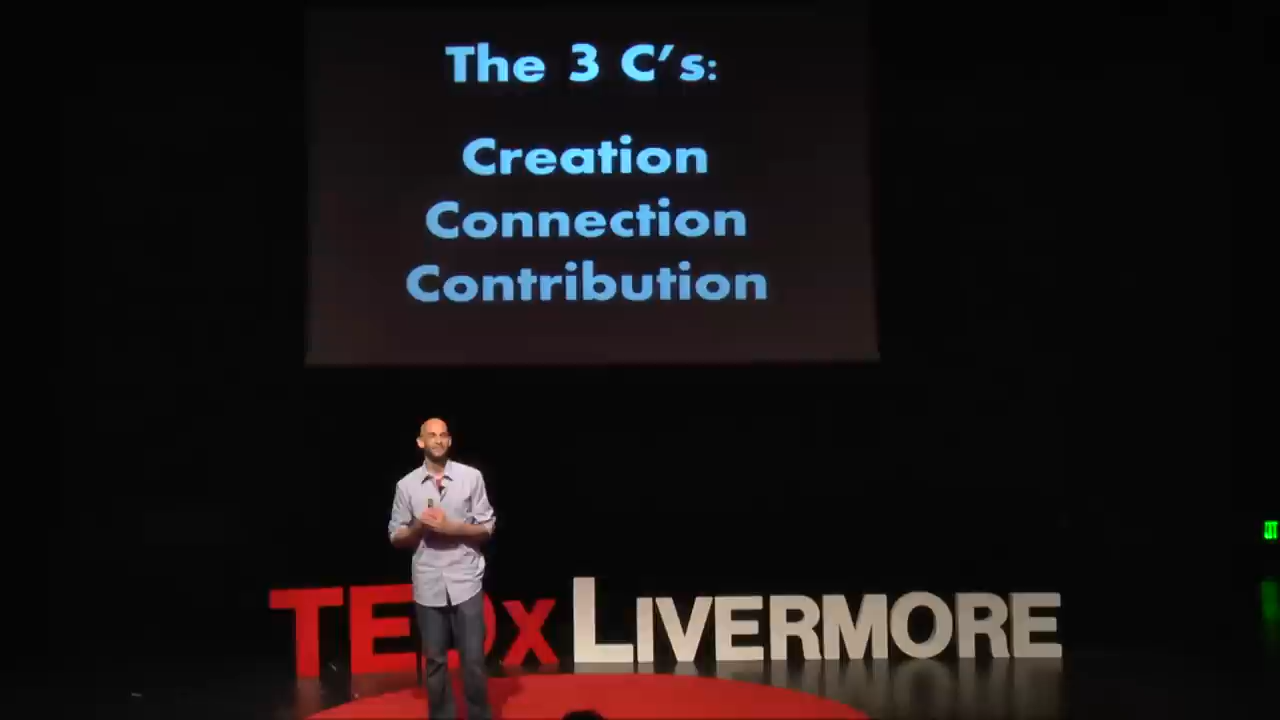 The 3 C's:
Creation
Connection
Contribution
TEDx LIVERMORE